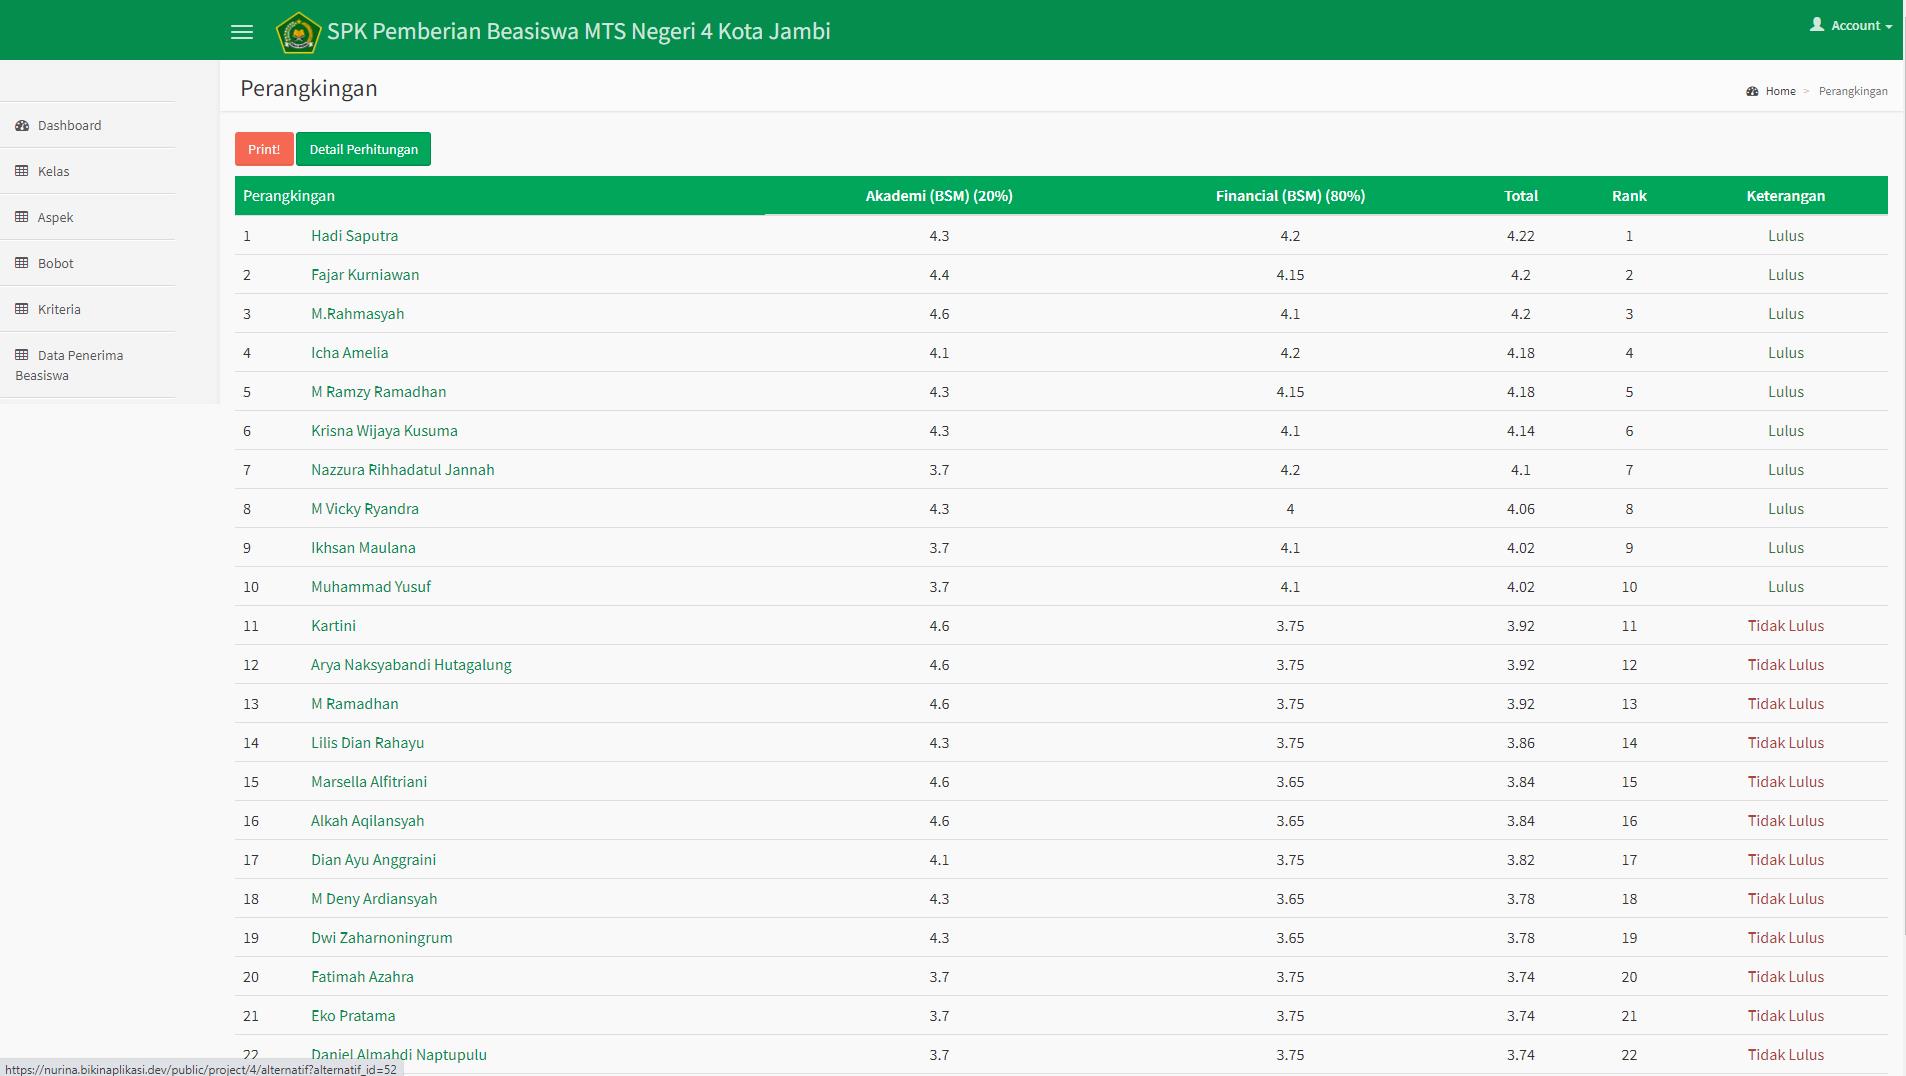 SPK Pemberian Beasiswa MTS Negeri 4 Kota Jambi
Account
Perangkingan
Home > Perangkingan
Dashboard
Kelas
Aspek
Bobot
Kriteria
Data Penerima
Beasiswa
Print!
Detail Perhitungan
Perangkingan Akademi (BSM) (20%) Financial (BSM) (80%) Total Rank Keterangan
1 Hadi Saputra 4.3 4.2 4.22 1 Lulus
2 Fajar Kurniawan 4.4 4.15 4.2 2 Lulus
3 M.Rahmasyah 4.6 4.1 4.2 3 Lulus
4 Icha Amelia 4.1 4.2 4.18 4 Lulus
5 M Ramzy Ramadhan 4.3 4.15 4.18 5 Lulus
6 Krisna Wijaya Kusuma 4.3 4.1 4.14 6 Lulus
7 Nazzura Rihhadatul Jannah 3.7 4.2 4.1 7 Lulus
8 M Vicky Ryandra 4.3 4 4.06 8 Lulus
9 Ikhsan Maulana 3.7 4.1 4.02 9 Lulus
10 Muhammad Yusuf 3.7 4.1 4.02 10 Lulus
11 Kartini 4.6 3.75 3.92 11 Tidak Lulus
12 Arya Naksyabandi Hutagalung 4.6 3.75 3.92 12 Tidak Lulus
13 M Ramadhan 4.6 3.75 3.92 13 Tidak Lulus
14 Lilis Dian Rahayu 4.3 3.75 3.86 14 Tidak Lulus
15 Marsella Alfitriani 4.6 3.65 3.84 15 Tidak Lulus
16 Alkah Aqilansyah 4.6 3.65 3.84 16 Tidak Lulus
17 Dian Ayu Anggraini 4.1 3.75 3.82 17 Tidak Lulus
18 M Deny Ardiansyah 4.3 3.65 3.78 18 Tidak Lulus
19 Dwi Zaharnoningrum 4.3 3.65 3.78 19 Tidak Lulus
20 Fatimah Azahra 3.7 3.75 3.74 20 Tidak Lulus
21 Eko Pratama 3.7 3.75 3.74 21 Tidak Lulus
22 Daniel Almahdi Naptupulu 3.7 3.75 3.74 22 Tidak Lulus
https://nurina.bikinaplikasi.dev/public/project/4/alternatif?alternatif_id=52